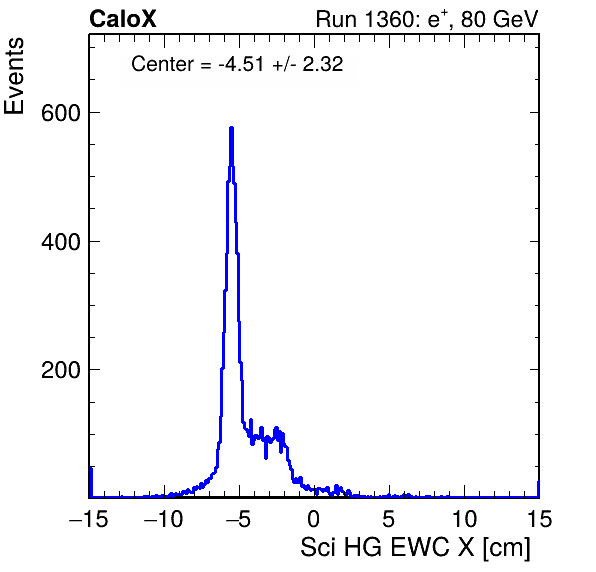 CaloX Run 1360: e⁺, 80 GeV
Center = -4.51 +/- 2.32
Events
600
400
200
−15 −10 −5 0 5 10 15
Sci HG EWC X [cm]